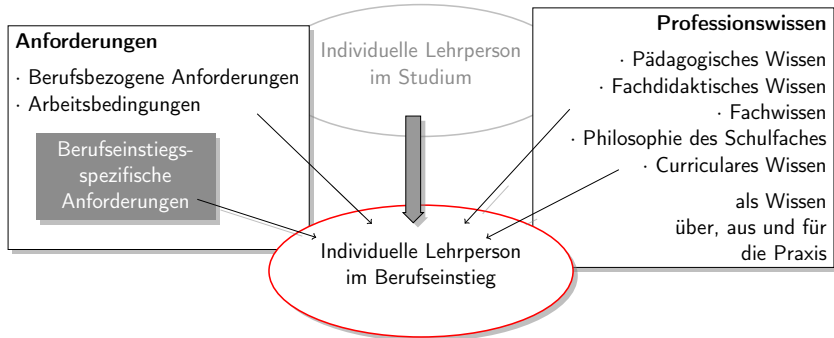 Anforderungen
· Berufsbezogene Anforderungen
· Arbeitsbedingungen
Berufseinstiegs-
spezifische
Anforderungen
Individuelle Lehrperson
im Studium
Individuelle Lehrperson
im Berufseinstieg
Professionswissen
· Pädagogisches Wissen
· Fachdidaktisches Wissen
· Fachwissen
· Philosophie des Schulfaches
· Curriculares Wissen
als Wissen
über, aus und für
die Praxis